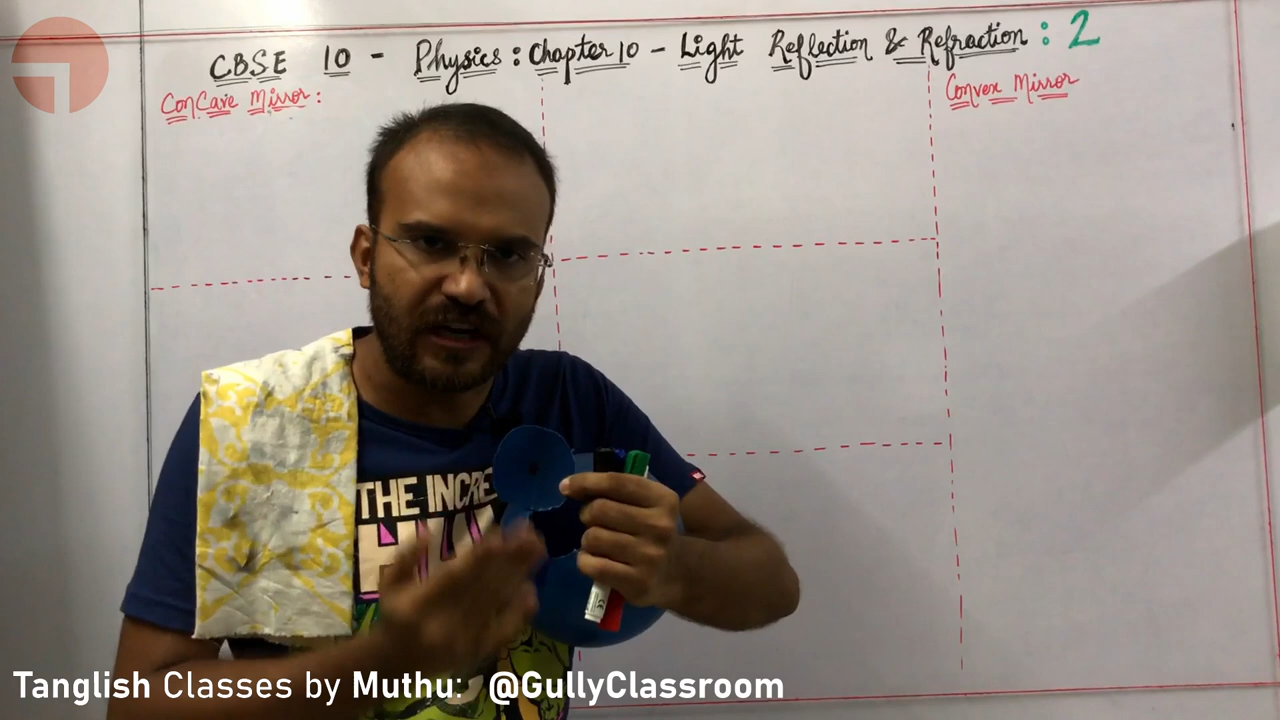 CBSE 10 - Physics : Chapter 10 - Light Reflection & Refraction : 2
Concave Mirror :
Convex Mirror
THE INCRE
Tanglish Classes by Muthu: @GullyClassroom